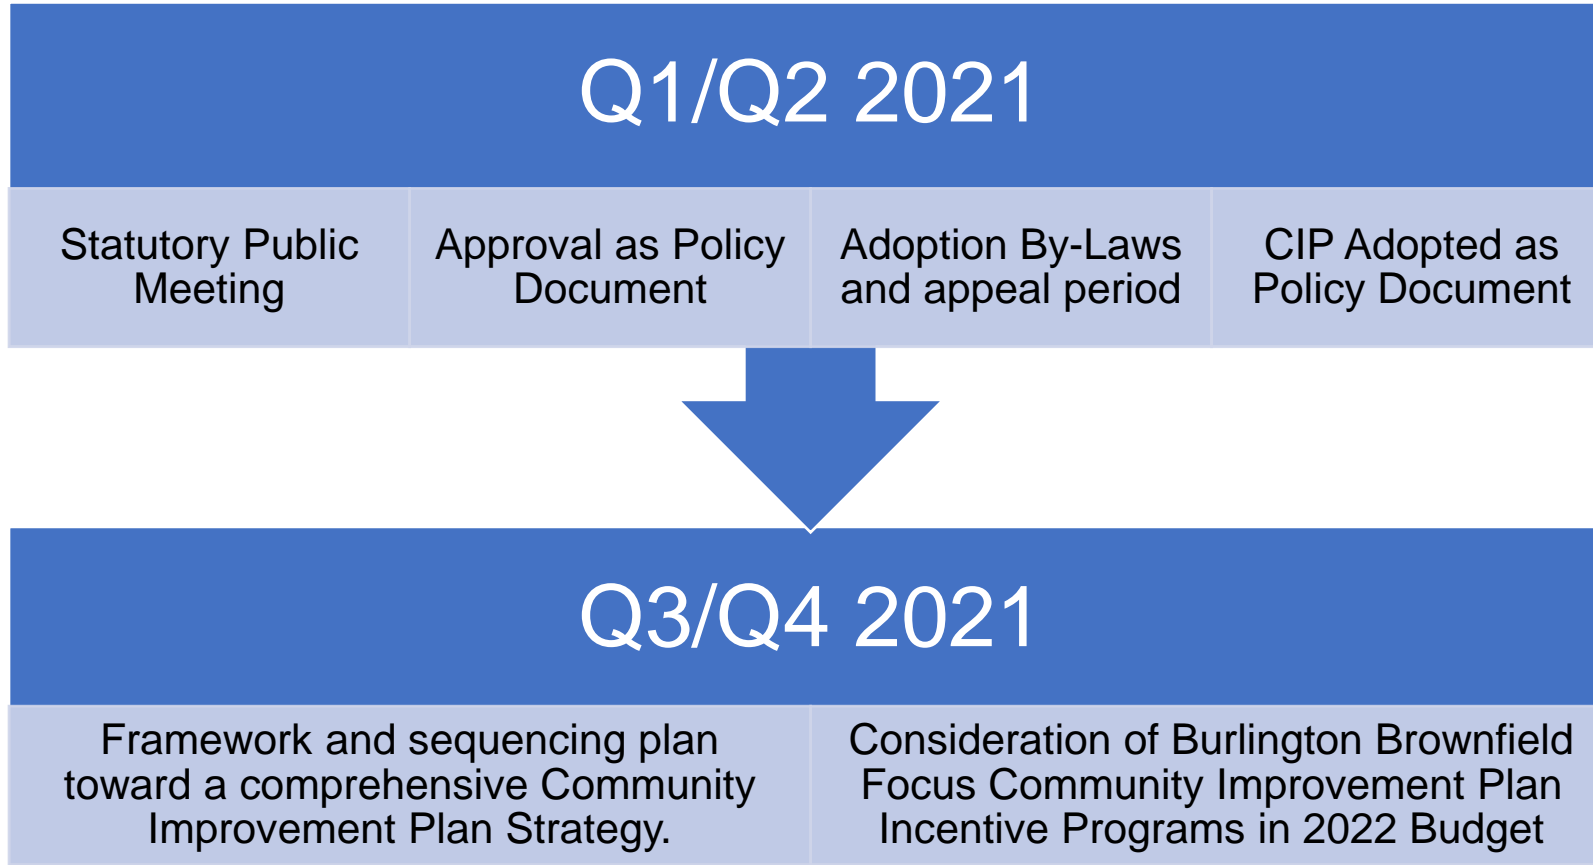 Q1/Q2 2021
Statutory Public
Meeting
Approval as Policy
Document
Adoption By-Laws
and appeal period
CIP Adopted as
Policy Document
Q3/Q4 2021
Framework and sequencing plan
toward a comprehensive Community
Improvement Plan Strategy.
Consideration of Burlington Brownfield
Focus Community Improvement Plan
Incentive Programs in 2022 Budget